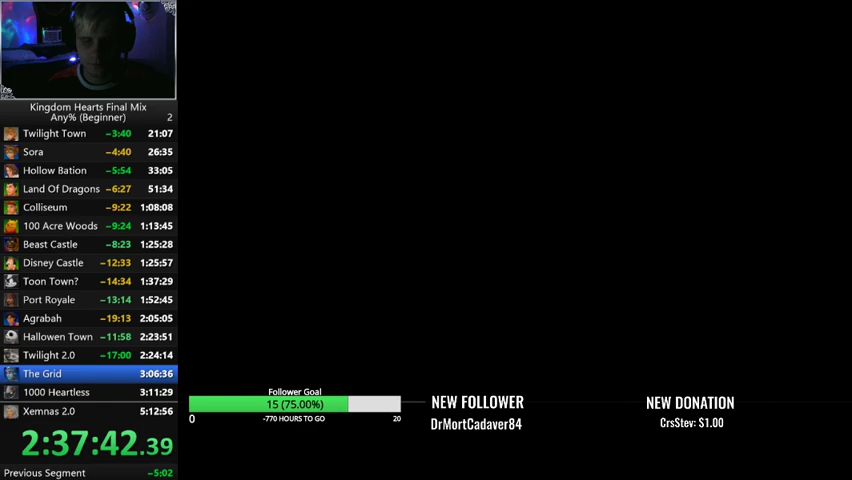 Kingdom Hearts Final Mix
Any% (Beginner) 2
Twilight Town -3:40 21:07
Sora -4:40 26:35
Hollow Bation -5:54 33:05
Land Of Dragons -6:27 51:34
Colliseum -9:22 1:08:08
100 Acre Woods -9:24 1:13:45
Beast Castle -8:23 1:25:28
Disney Castle -12:33 1:25:57
Toon Town? -14:34 1:37:29
Port Royale -13:14 1:52:45
Agrabah -19:13 2:05:05
Hallowen Town -11:58 2:23:51
Twilight 2.0 -17:00 2:24:14
The Grid 3:06:36
1000 Heartless 3:11:29
Xemnas 2.0 5:12:56
2:37:42.39
Previous Segment -5:02
Follower Goal
15 (75.00%)
0 -770 HOURS TO GO 20
NEW FOLLOWER
DrMortCadaver84
NEW DONATION
CrsStev: $1.00